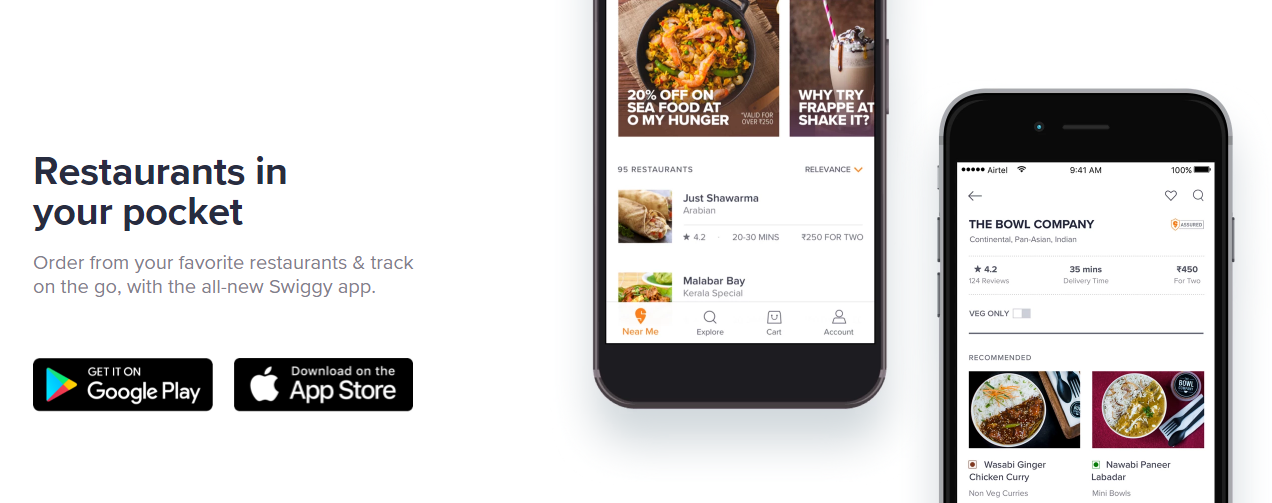 Restaurants in
your pocket
Order from your favorite restaurants & track
on the go, with the all-new Swiggy app.
GET IT ON
Google Play
Download on the
App Store
20% OFF ON
SEA FOOD AT
O MY HUNGER
*VALID FOR
OVER ₹250
WHY TRY
FRAPPE AT
SHAKE IT?
95 RESTAURANTS
RELEVANCE
Just Shawarma
Arabian
★ 4.2 · 20-30 MINS · ₹250 FOR TWO
Malabar Bay
Kerala Special
Near Me
Explore
Cart
Account
Airtel 9:41 AM 100%
THE BOWL COMPANY
ASSURED
Continental, Pan-Asian, Indian
★ 4.2 35 mins ₹450
124 Reviews Delivery Time For Two
VEG ONLY
RECOMMENDED
THE
BOWL
COMPANY
Wasabi Ginger
Chicken Curry
Non Veg Curries
Nawabi Paneer
Labadar
Mini Bowls